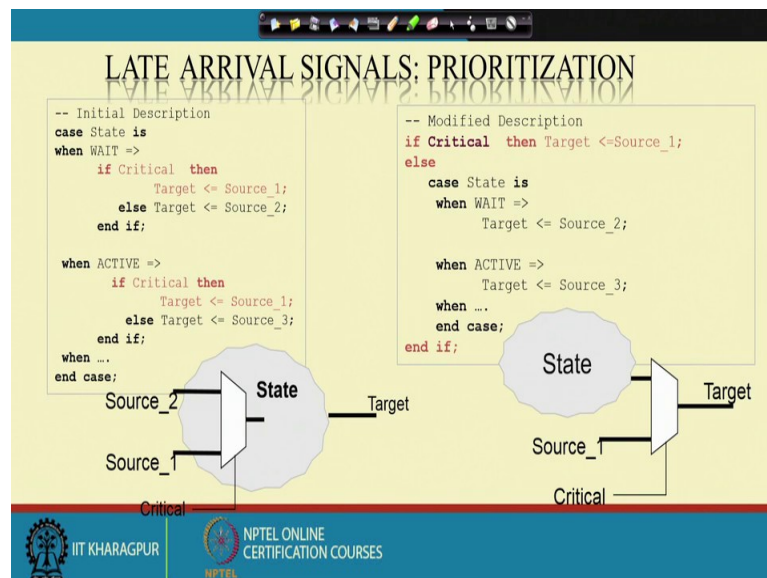 LATE ARRIVAL SIGNALS: PRIORITIZATION
-- Initial Description
case State is
when WAIT =>
if Critical then
Target <= Source_1;
else Target <= Source_2;
end if;
when ACTIVE =>
if Critical then
Target <= Source_1;
else Target <= Source_3;
end if;
when ….
end case;
Source_2
State
Target
Source_1
Critical
-- Modified Description
if Critical then Target <=Source_1;
else
case State is
when WAIT =>
Target <= Source_2;
when ACTIVE =>
Target <= Source_3;
when ….
end case;
end if;
State
Target
Source_1
Critical
IIT KHARAGPUR
NPTEL ONLINE
CERTIFICATION COURSES
NPTEL